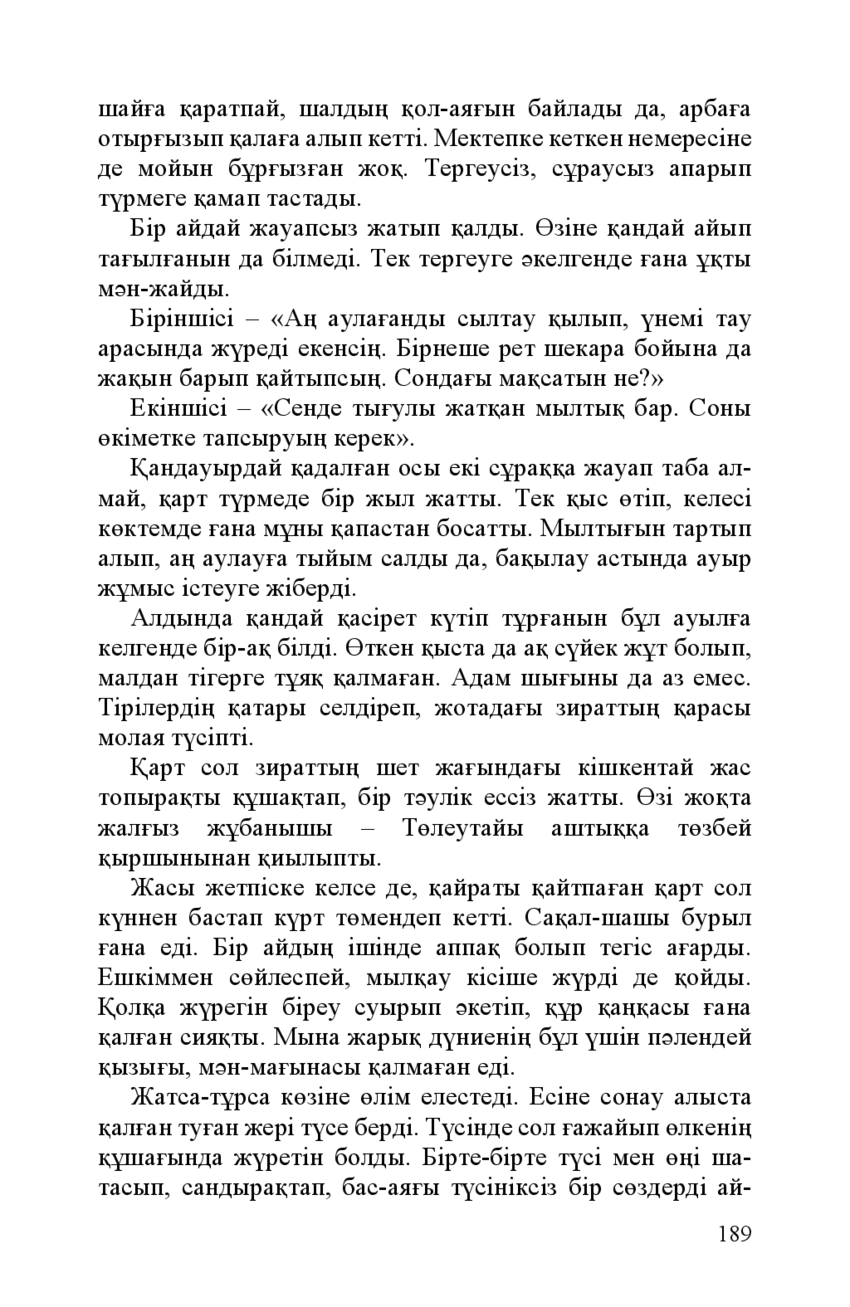 шайға қаратпай, шалдың қол-аяғын байлады да, арбаға
отырғызып қалаға алып кетті. Мектепке кеткен немересіне
де мойын бұрғызған жоқ. Тергеусіз, сұраусыз апарып
түрмеге қамап тастады.
Бір айдай жауапсыз жатып қалды. Өзіне қандай айып
тағылғанын да білмеді. Тек тергеуге әкелгенде ғана ұқты
мән-жайды.
Біріншісі – «Аң аулағанды сылтау қылып, үнемі тау
арасында жүреді екенсің. Бірнеше рет шекара бойына да
жақын барып қайтыпсың. Сондағы мақсатын не?»
Екіншісі – «Сенде тығулы жатқан мылтық бар. Соны
өкіметке тапсыруың керек».
Қандауырдай қадалған осы екі сұраққа жауап таба ал-
май, қарт түрмеде бір жыл жатты. Тек қыс өтіп, келесі
көктемде ғана мұны қапастан босатты. Мылтығын тартып
алып, аң аулауға тыйым салды да, бақылау астында ауыр
жұмыс істеуге жіберді.
Алдында қандай қасірет күтіп тұрғанын бұл ауылға
келгенде бір-ақ білді. Өткен қыста да ақ сүйек жұт болып,
малдан тігерге тұяқ қалмаған. Адам шығыны да аз емес.
Тірілердің қатары селдіреп, жотадағы зираттың қарасы
молая түсіпті.
Қарт сол зираттың шет жағындағы кішкентай жас
топырақты құшақтап, бір тәулік ессіз жатты. Өзі жоқта
жалғыз жұбанышы – Төлеутайы аштыққа төзбей
қыршынынан қиылыпты.
Жасы жетпіске келсе де, қайраты қайтпаған қарт сол
күннен бастап күрт төмендеп кетті. Сақал-шашы бурыл
ғана еді. Бір айдың ішінде аппақ болып тегіс ағарды.
Ешкіммен сөйлеспей, мылқау кісіше жүрді де қойды.
Қолқа жүрегін біреу суырып әкетіп, құр қаңқасы ғана
қалған сияқты. Мына жарық дүниенің бұл үшін пәлендей
қызығы, мән-мағынасы қалмаған еді.
Жатса-тұрса көзіне өлім елестеді. Есіне сонау алыста
қалған туған жері түсе берді. Түсінде сол ғажайып өлкенің
құшағында жүретін болды. Бірте-бірте түсі мен өңі ша-
тасып, сандырақтап, бас-аяғы түсініксіз бір сөздерді ай-
189